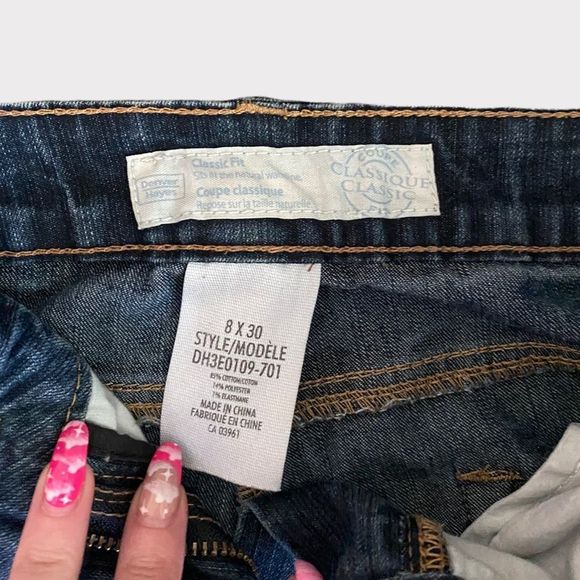 Denver
Hayes
Classic Fit
Sits at the natural waistline.
Coupe classique
Repose sur la taille naturelle.
COUPE
CLASSIQUE
CLASSIC
FIT
8 X 30
STYLE/MODÈLE
DH3E0109-701
85% COTTON/COTON
14% POLYESTER
1% ELASTHANE
MADE IN CHINA
FABRIQUÉ EN CHINE
CA 03961